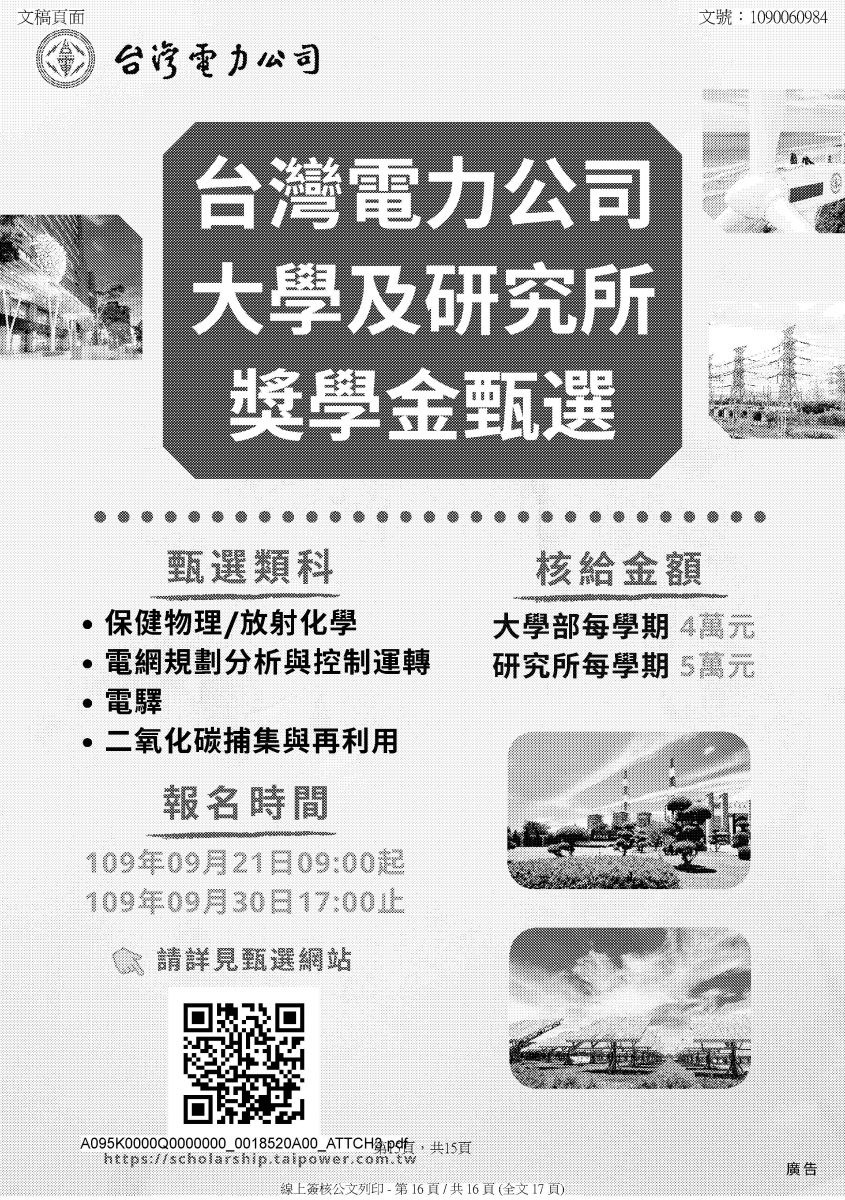 文稿頁面
文號：1090060984
台灣電力公司
台灣電力公司
大學及研究所
獎學金甄選
甄選類科
• 保健物理/放射化學
• 電網規劃分析與控制運轉
• 電驛
• 二氧化碳捕集與再利用
核給金額
大學部每學期 4萬元
研究所每學期 5萬元
報名時間
109年09月21日09:00起
109年09月30日17:00止
請詳見甄選網站
A095K0000Q0000000_0018520A00_ATTCH3.pdf
第15頁，共15頁
https://scholarship.taipower.com.tw
廣告
線上簽核公文列印 - 第 16 頁 / 共 16 頁 (全文 17 頁)